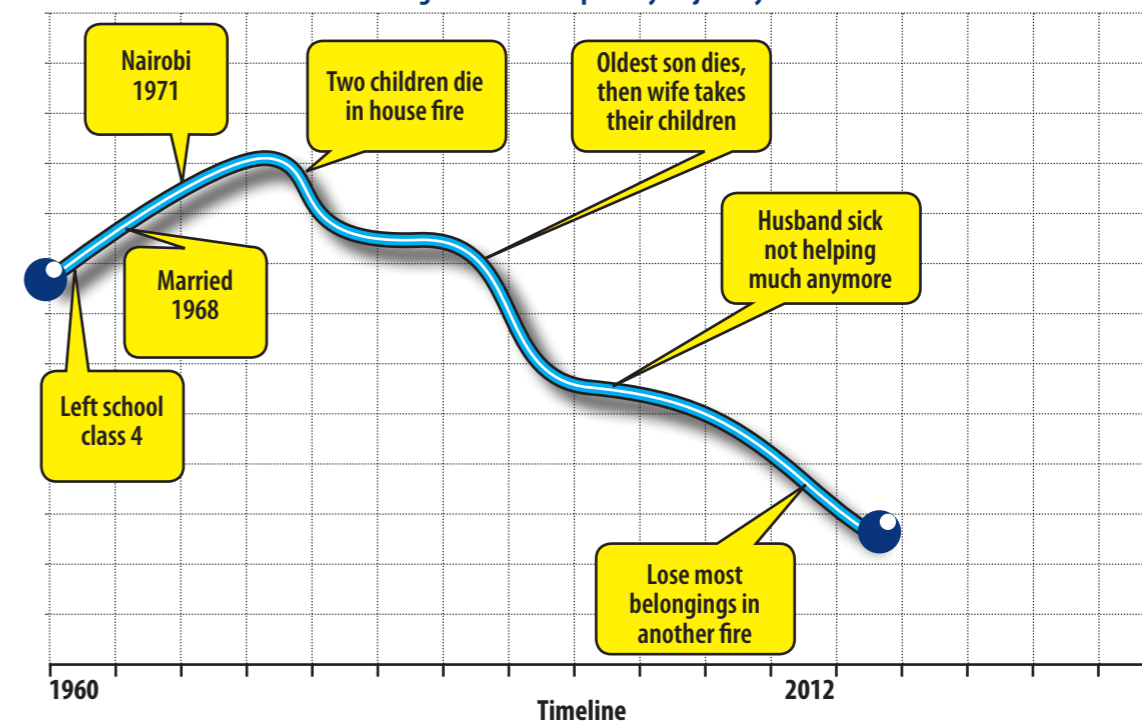 Nairobi
1971
Two children die
in house fire
Oldest son dies,
then wife takes
their children
Husband sick
not helping
much anymore
Married
1968
Left school
class 4
Lose most
belongings in
another fire
1960
2012
Timeline